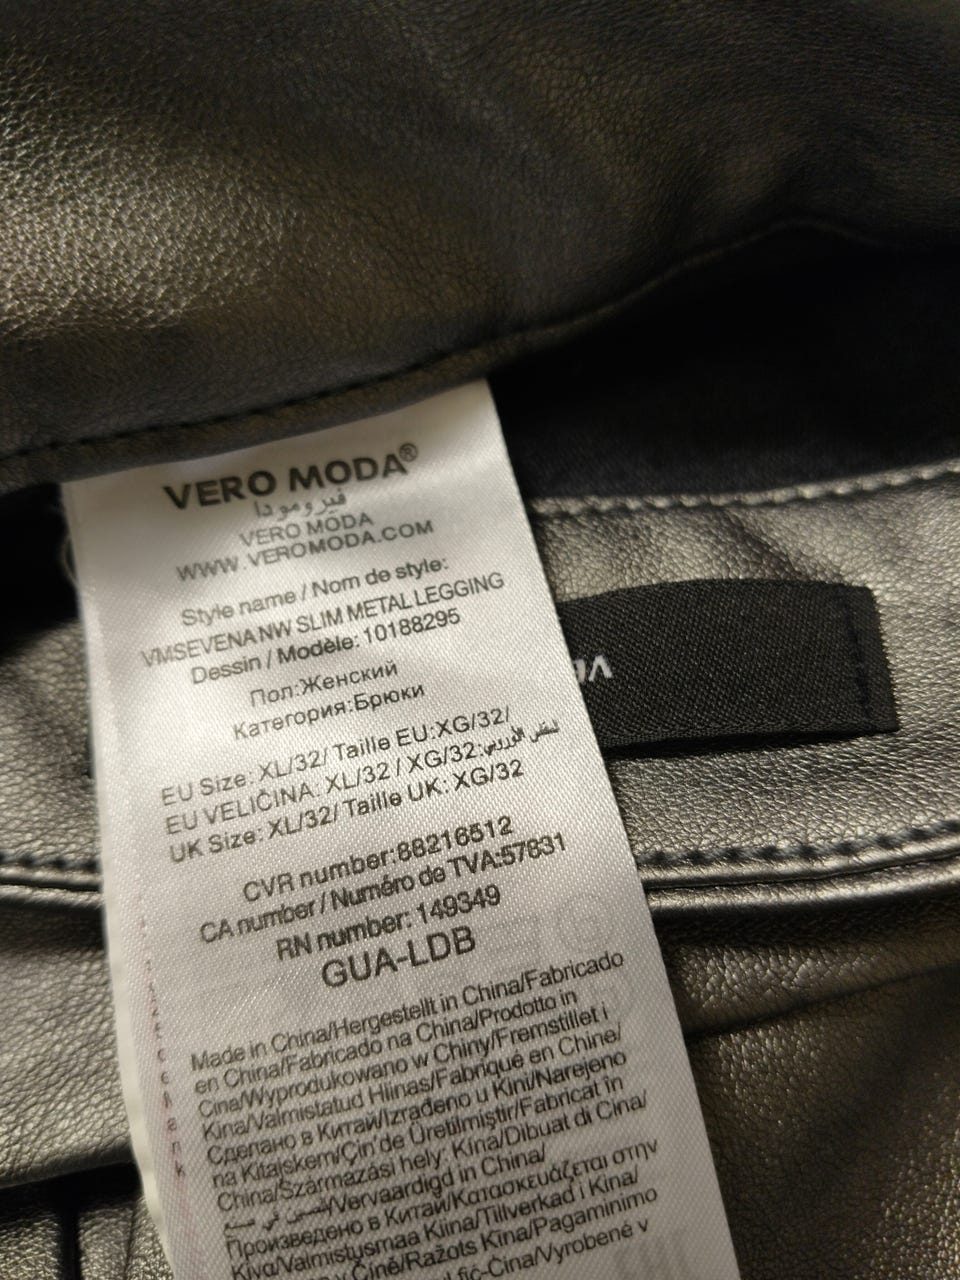 VERO MODA®
فيرومودا
VERO MODA
WWW.VEROMODA.COM
Style name / Nom de style:
VMSEVENA NW SLIM METAL LEGGING
Dessin / Modèle: 10188295
Пол:Женский
Категория:Брюки
EU Size: XL/32/ Taille EU:XG/32/
EU VELIČINA: XL/32 / XG/32:
UK Size: XL/32/ Taille UK: XG/32
CVR number:88216512
CA number / Numéro de TVA:57831
RN number: 149349
GUA-LDB
Made in China/Hergestellt in China/Fabricado
en China/Fabricado na China/Prodotto in
Cina/Wyprodukowano w Chiny/Fremstillet i
Kina/Valmistatud Hiinas/Fabriqué en Chine/
Сделано в Китай/Izrađeno u Kini/Narejeno
na Kitajskem/Çin'de Üretilmiştir/Fabricat în
China/Származási hely: Kína/Dibuat di Cina/
/Vervaardigd in China/
Произведено в Китай/Κατασκευάζεται στην
Κίνα/Valmistusmaa Kiina/Tillverkad i Kina/
v Číně/Ražots Ķīna/Pagaminimo
Cina/Vyrobené v